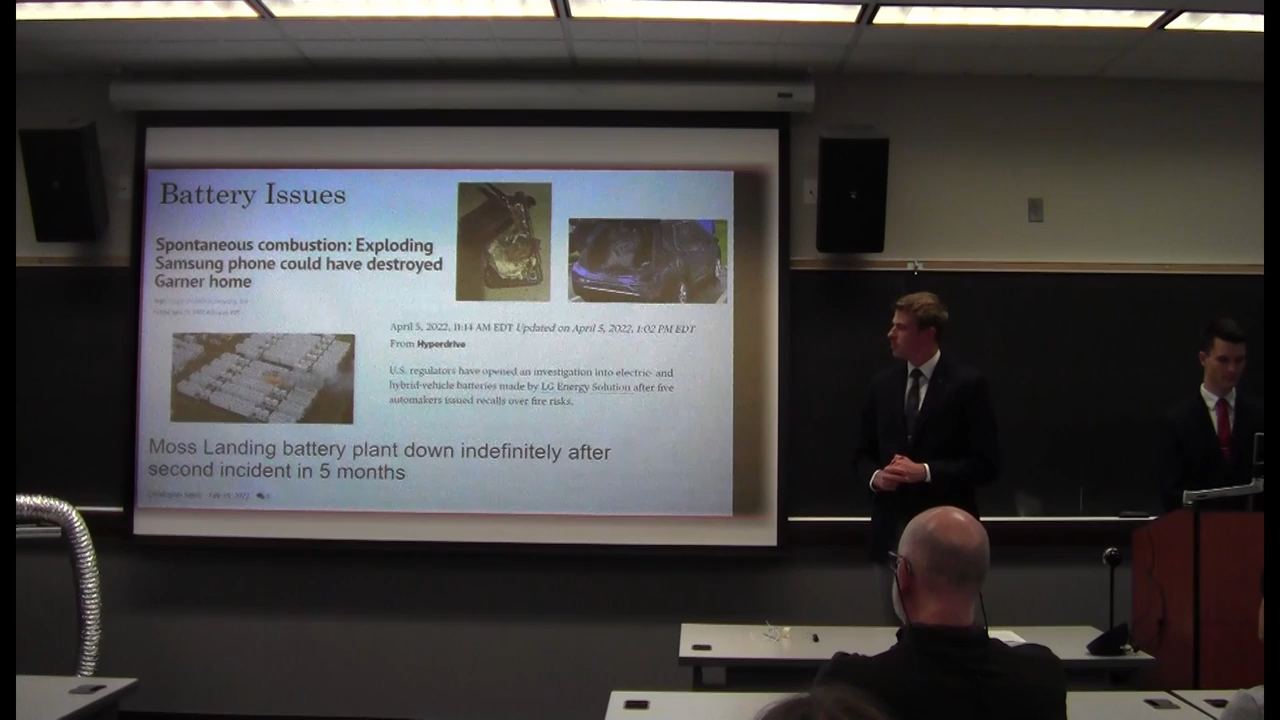 Battery Issues
Spontaneous combustion: Exploding
Samsung phone could have destroyed
Garner home
April 5, 2022, 11:14 AM EDT Updated on April 5, 2022, 1:02 PM EDT
From Hyperdrive
U.S. regulators have opened an investigation into electric- and
hybrid-vehicle batteries made by LG Energy Solution after five
automakers issued recalls over fire risks.
Moss Landing battery plant down indefinitely after
second incident in 5 months